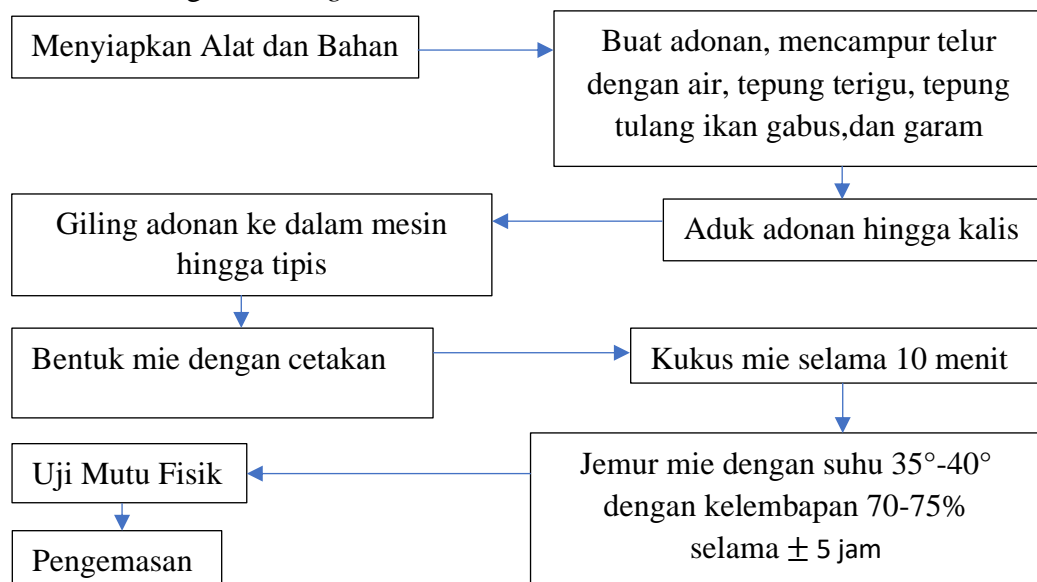 Menyiapkan Alat dan Bahan
Buat adonan, mencampur telur
dengan air, tepung terigu, tepung
tulang ikan gabus,dan garam
Aduk adonan hingga kalis
Giling adonan ke dalam mesin
hingga tipis
Bentuk mie dengan cetakan
Kukus mie selama 10 menit
Jemur mie dengan suhu 35°-40°
dengan kelembapan 70-75%
selama ± 5 jam
Uji Mutu Fisik
Pengemasan